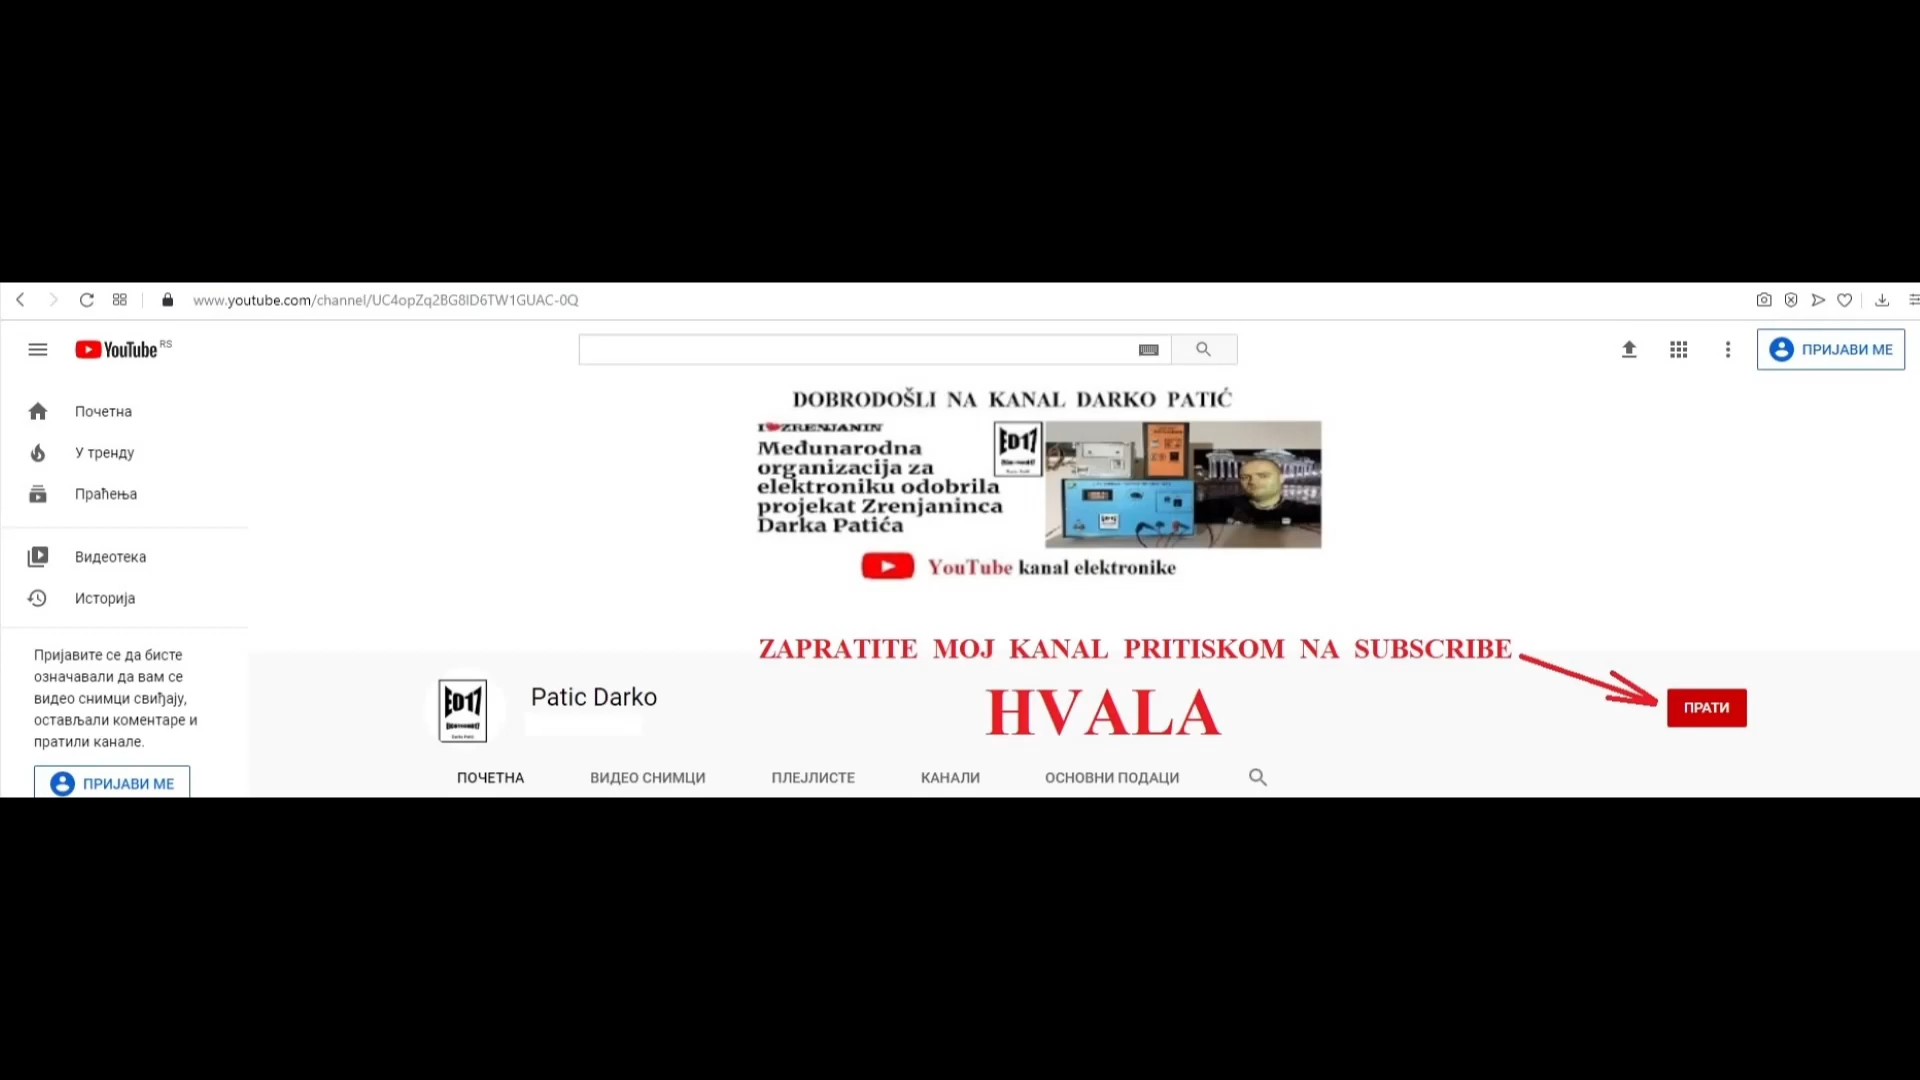 www.youtube.com/channel/UC4opZq2BG8ID6TW1GUAC-0Q
YouTube RS
ПРИЈАВИ МЕ
Почетна
У тренду
Праћења
Видеотека
Историја
Пријавите се да бисте
означавали да вам се
видео снимци свиђају,
остављали коментаре и
пратили канале.
ПРИЈАВИ МЕ
DOBRODOŠLI NA KANAL DARKO PATIĆ
I ZRENJANIN
Međunarodna
organizacija za
elektroniku odobrila
projekat Zrenjaninca
Darka Patića
ED17
YouTube kanal elektronike
ZAPRATITE MOJ KANAL PRITISKOM NA SUBSCRIBE
HVALA
ПРАТИ
ED17
Patic Darko
ПОЧЕТНА
ВИДЕО СНИМЦИ
ПЛЕЈЛИСТЕ
КАНАЛИ
ОСНОВНИ ПОДАЦИ